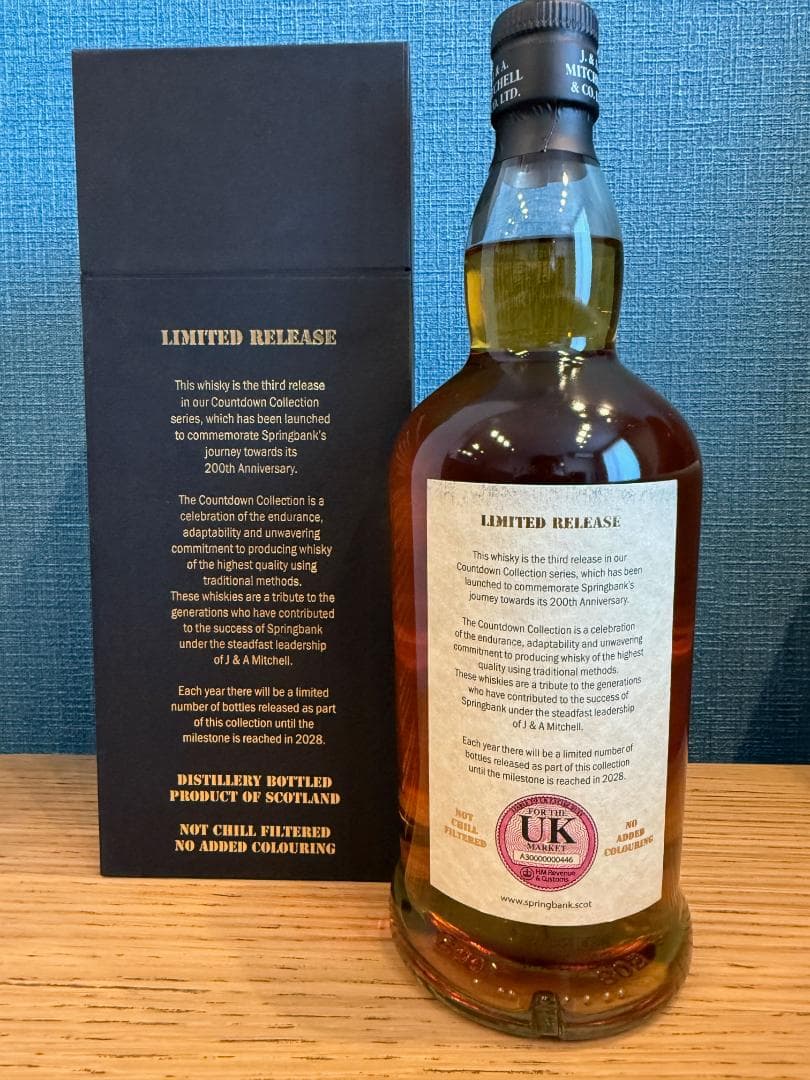 LIMITED RELEASE
This whisky is the third release
in our Countdown Collection
series, which has been launched
to commemorate Springbank's
journey towards its
200th Anniversary.
The Countdown Collection is a
celebration of the endurance,
adaptability and unwavering
commitment to producing whisky
of the highest quality using
traditional methods.
These whiskies are a tribute to the
generations who have contributed
to the success of Springbank
under the steadfast leadership
of J & A Mitchell.
Each year there will be a limited
number of bottles released as part
of this collection until the
milestone is reached in 2028.
DISTILLERY BOTTLED
PRODUCT OF SCOTLAND
NOT CHILL FILTERED
NO ADDED COLOURING
& A.
CHELL
LTD.
J. &
MITCH
& CO. L
LIMITED RELEASE
This whisky is the third release in our
Countdown Collection series, which has been
launched to commemorate Springbank's
journey towards its 200th Anniversary.
The Countdown Collection is a celebration
of the endurance, adaptability and unwavering
commitment to producing whisky of the highest
quality using traditional methods.
These whiskies are a tribute to the generations
who have contributed to the success of
Springbank under the steadfast leadership
of J & A Mitchell.
Each year there will be a limited number of
bottles released as part of this collection
until the milestone is reached in 2028.
NOT
CHILL
FILTERED
FOR THE
UK
MARKET
A30000000446
HM Revenue
& Customs
NO
ADDED
COLOURING
www.springbank.scot